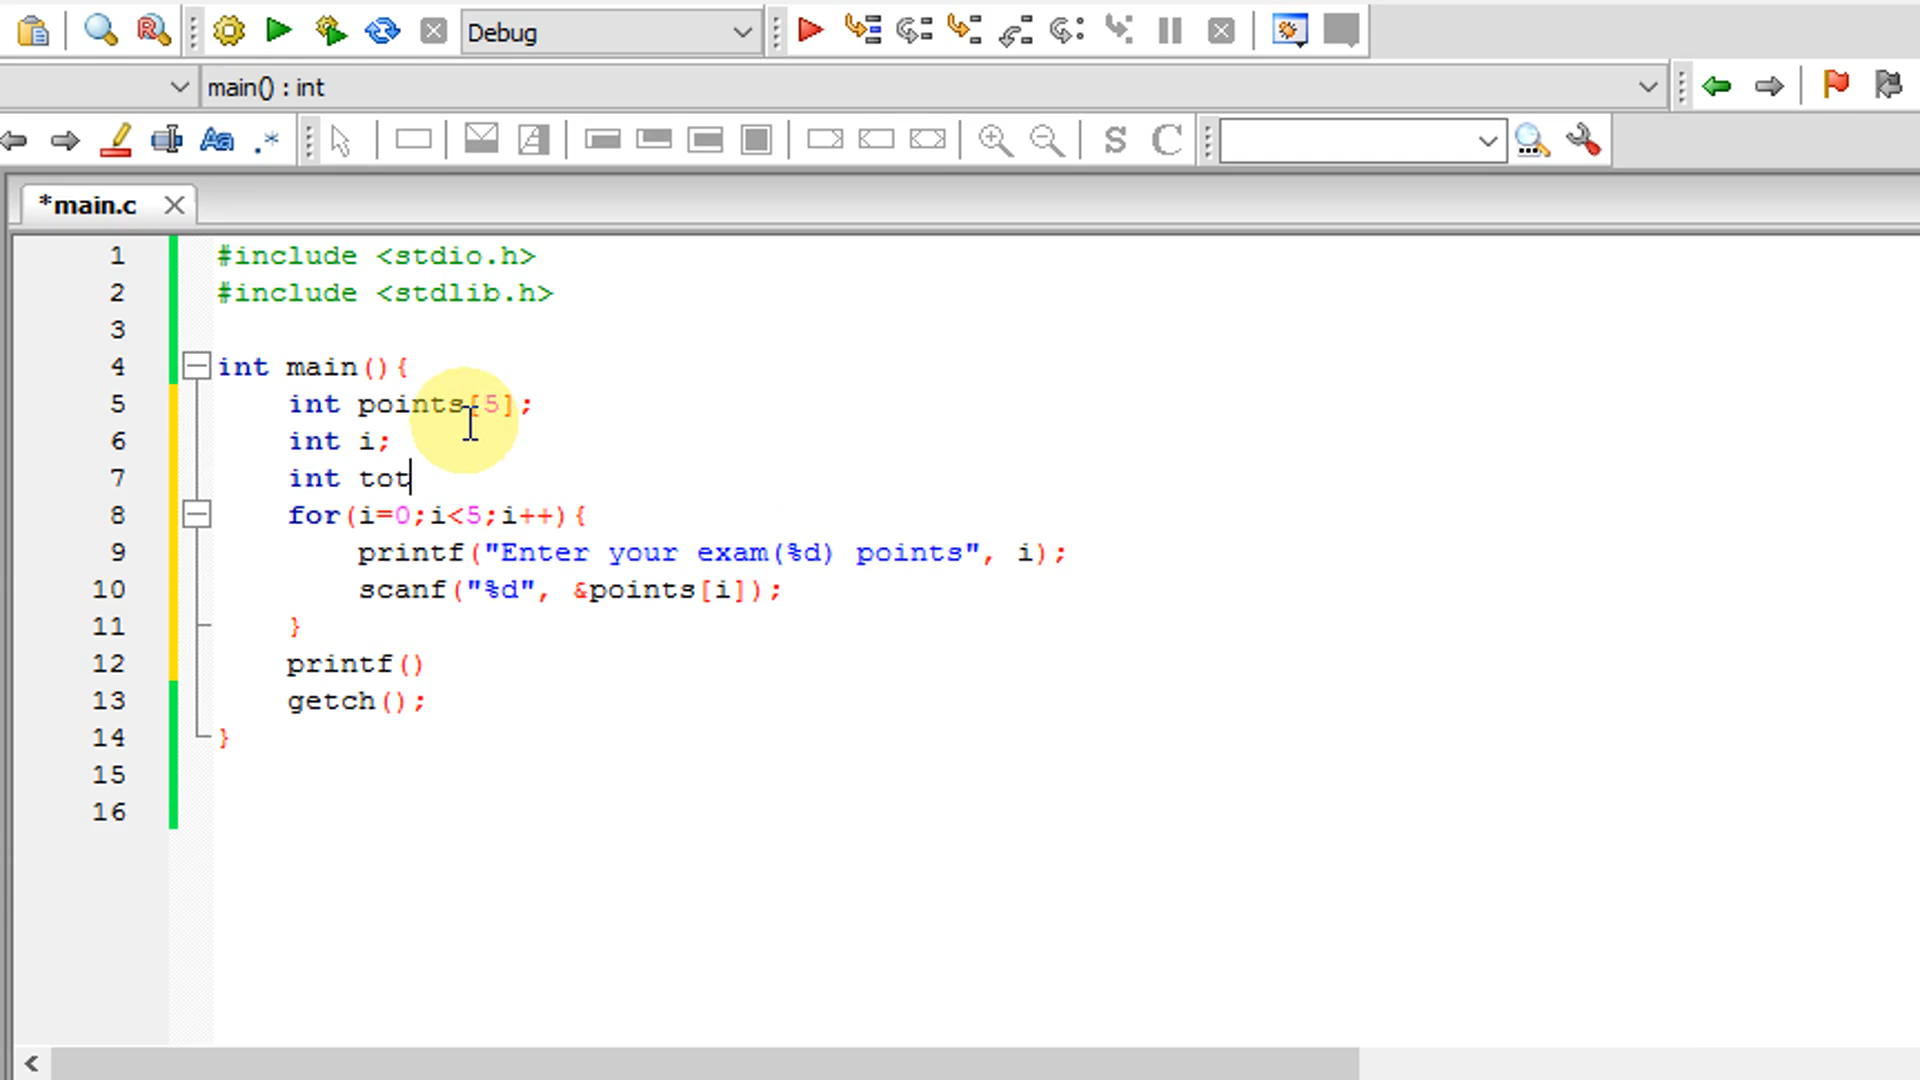 Debug
main() : int
S C
*main.c
1 #include <stdio.h>
2 #include <stdlib.h>
3
4 int main(){
5 int points[5];
6 int i;
7 int tot
8 for(i=0;i<5;i++){
9 printf("Enter your exam(%d) points", i);
10 scanf("%d", &points[i]);
11 }
12 printf()
13 getch();
14 }
15
16